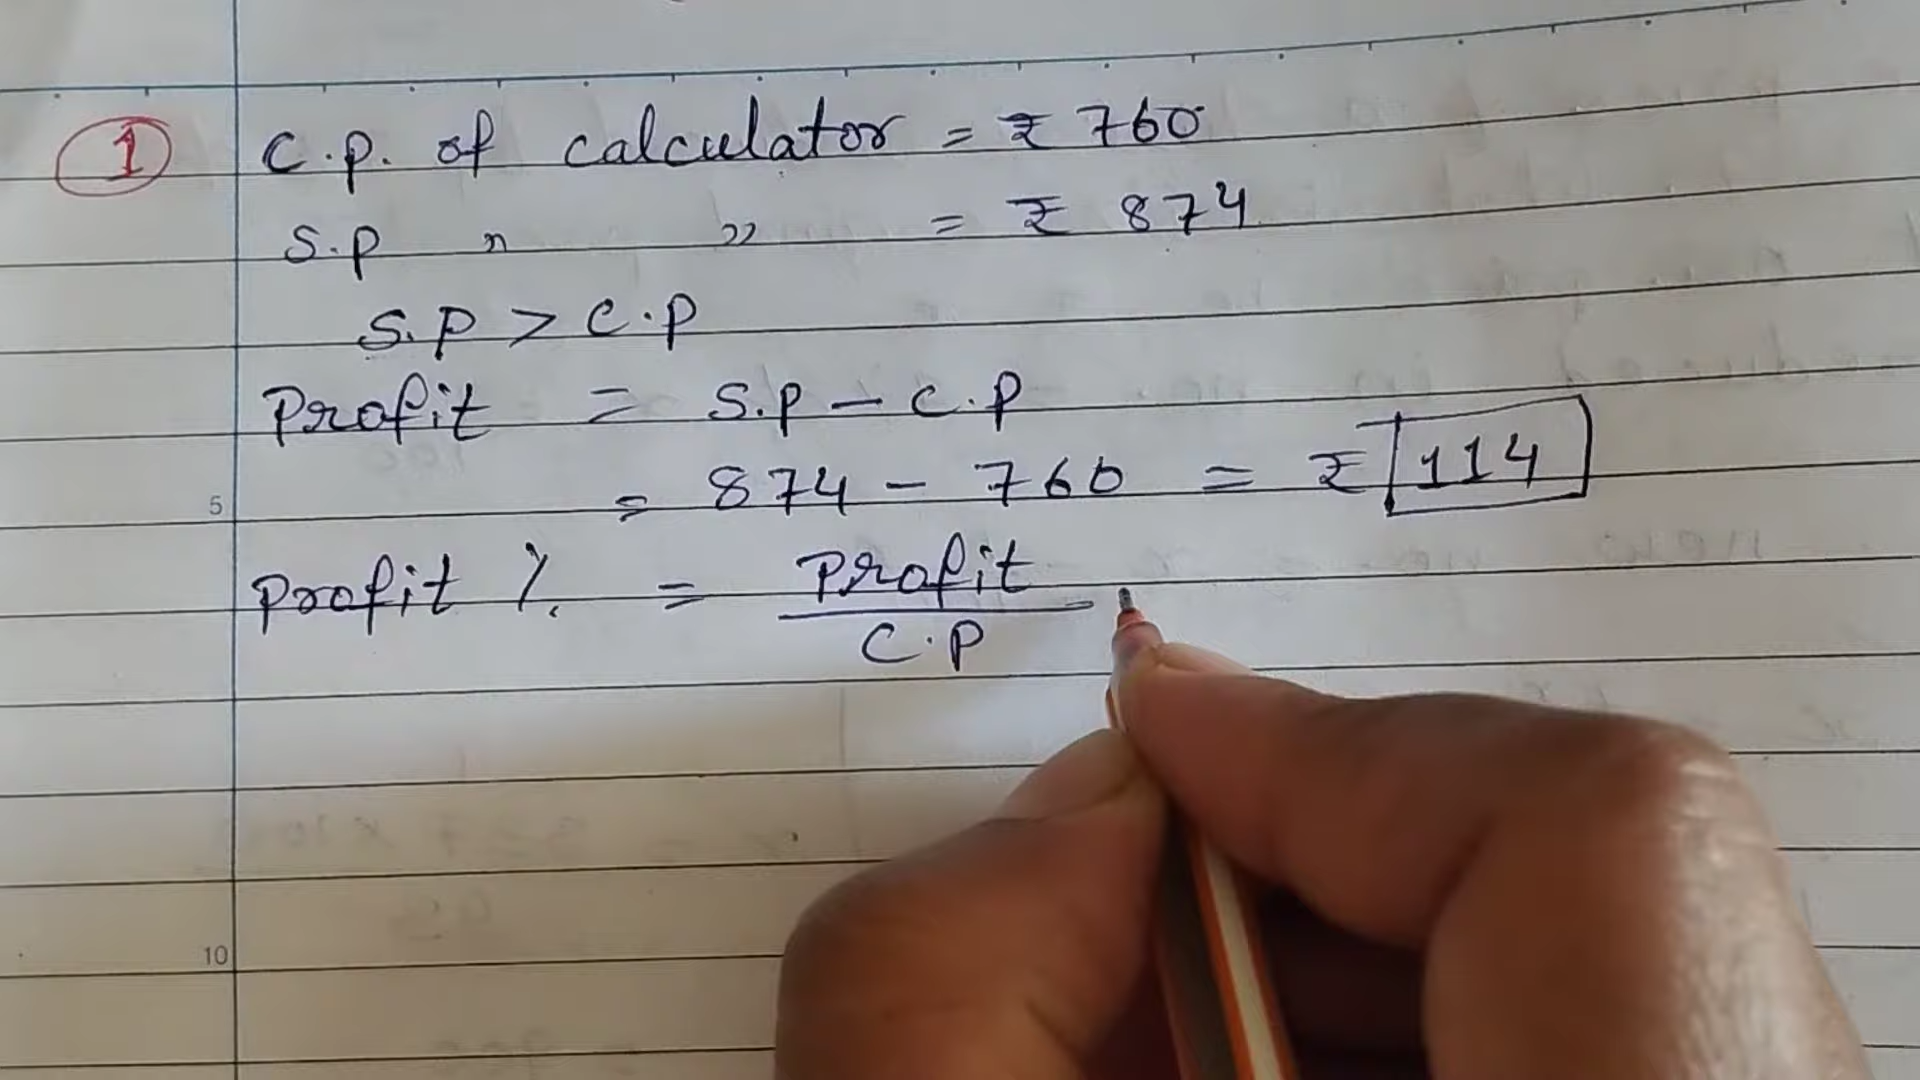 1 C.P. of calculator = ₹ 760
S.P " " = ₹ 874
S.P > C.P
Profit = S.P - C.P
5 = 874 - 760 = ₹ 114
Profit % = Profit / C.P
10